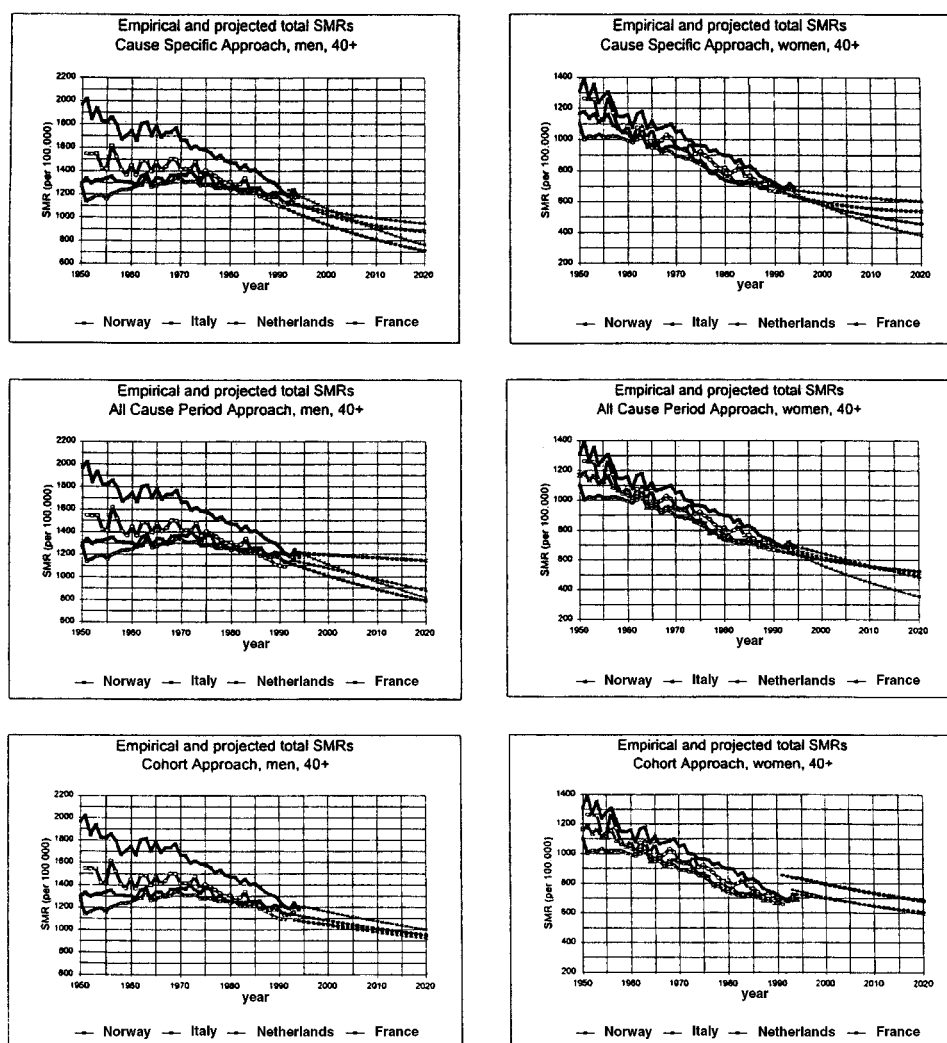 Empirical and projected total SMRs
Cause Specific Approach, men, 40+
2200
2000
1800
1600
1400
1200
1000
800
600
SMR (per 100.000)
1950 1960 1970 1980 1990 2000 2010 2020
year
Norway Italy Netherlands France
Empirical and projected total SMRs
Cause Specific Approach, women, 40+
1400
1200
1000
800
600
400
200
SMR (per 100.000)
1950 1960 1970 1980 1990 2000 2010 2020
year
Norway Italy Netherlands France
Empirical and projected total SMRs
All Cause Period Approach, men, 40+
2200
2000
1800
1600
1400
1200
1000
800
600
SMR (per 100.000)
1950 1960 1970 1980 1990 2000 2010 2020
year
Norway Italy Netherlands France
Empirical and projected total SMRs
All Cause Period Approach, women, 40+
1400
1200
1000
800
600
400
200
SMR (per 100.000)
1950 1960 1970 1980 1990 2000 2010 2020
year
Norway Italy Netherlands France
Empirical and projected total SMRs
Cohort Approach, men, 40+
2200
2000
1800
1500
1400
1200
1000
800
600
SMR (per 100 000)
1950 1960 1970 1980 1990 2000 2010 2020
year
Norway Italy Netherlands France
Empirical and projected total SMRs
Cohort Approach, women, 40+
1400
1200
1000
800
600
400
200
SMR (per 100.000)
1950 1960 1970 1980 1990 2000 2010 2020
year
Norway Italy Netherlands France